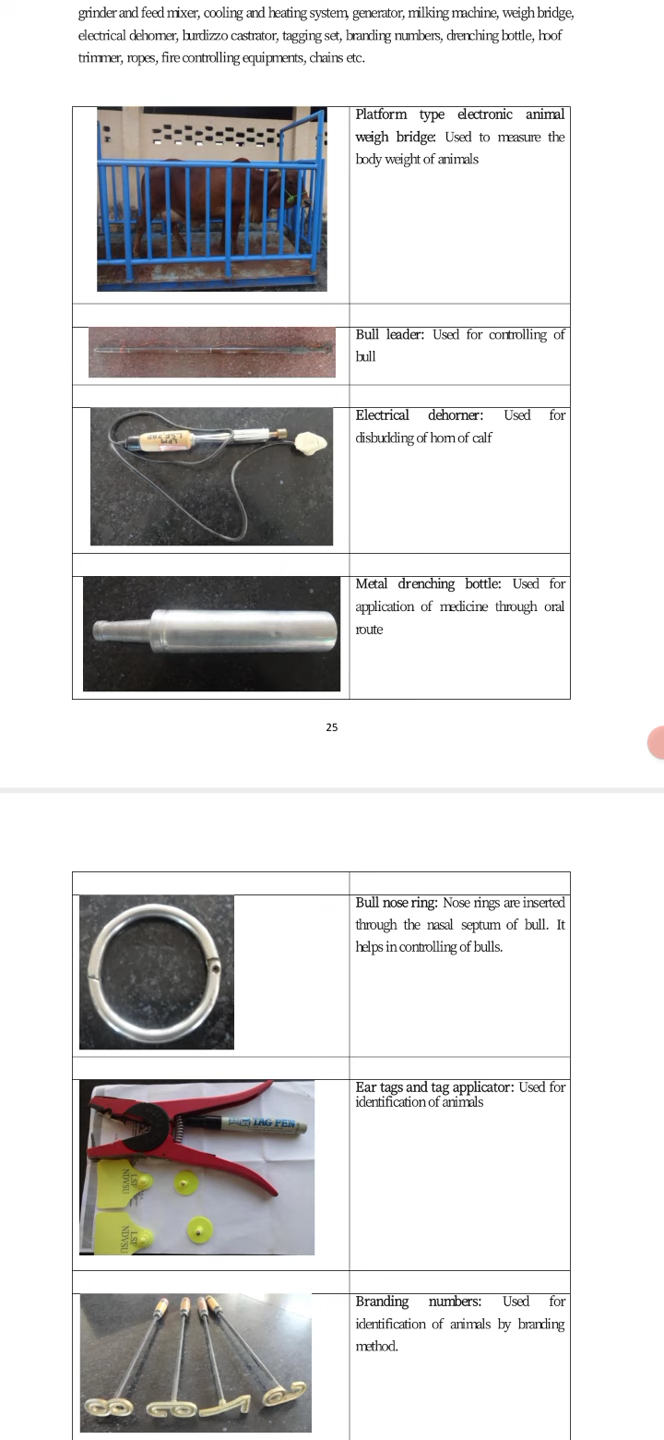 grinder and feed mixer, cooling and heating system, generator, milking machine, weigh bridge,
electrical dehorner, burdizzo castrator, tagging set, branding numbers, drenching bottle, hoof
trimmer, ropes, fire controlling equipments, chains etc.
Platform type electronic animal
weigh bridge: Used to measure the
body weight of animals
Bull leader: Used for controlling of
bull
Electrical dehorner: Used for
disbudding of horn of calf
Metal drenching bottle: Used for
application of medicine through oral
route
25
Bull nose ring: Nose rings are inserted
through the nasal septum of bull. It
helps in controlling of bulls.
Ear tags and tag applicator: Used for
identification of animals
TAG PEN
LSF
NDVSU
LSF
NDVSU
Branding numbers: Used for
identification of animals by branding
method.